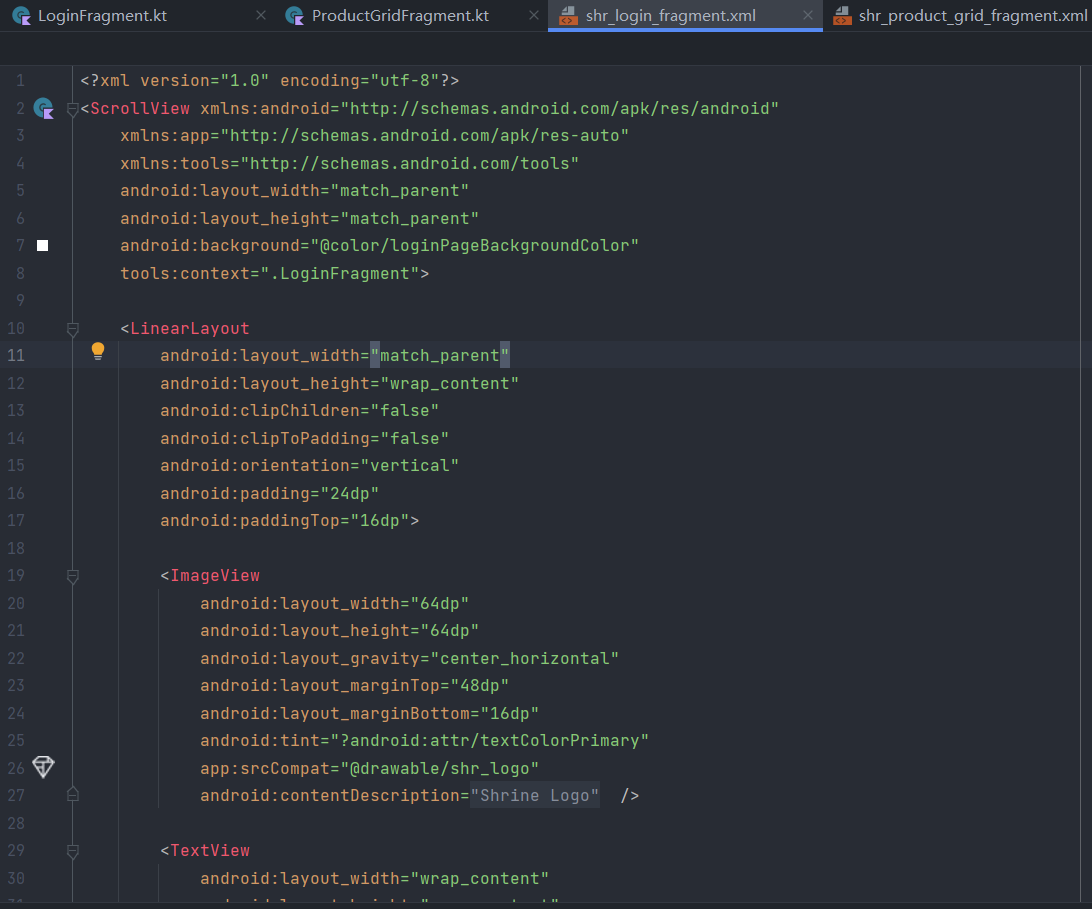 LoginFragment.kt
ProductGridFragment.kt
shr_login_fragment.xml
shr_product_grid_fragment.xml
1 <?xml version="1.0" encoding="utf-8"?>
2 <ScrollView xmlns:android="http://schemas.android.com/apk/res/android"
3 xmlns:app="http://schemas.android.com/apk/res-auto"
4 xmlns:tools="http://schemas.android.com/tools"
5 android:layout_width="match_parent"
6 android:layout_height="match_parent"
7 android:background="@color/loginPageBackgroundColor"
8 tools:context=".LoginFragment">
9
10 <LinearLayout
11 android:layout_width="match_parent"
12 android:layout_height="wrap_content"
13 android:clipChildren="false"
14 android:clipToPadding="false"
15 android:orientation="vertical"
16 android:padding="24dp"
17 android:paddingTop="16dp">
18
19 <ImageView
20 android:layout_width="64dp"
21 android:layout_height="64dp"
22 android:layout_gravity="center_horizontal"
23 android:layout_marginTop="48dp"
24 android:layout_marginBottom="16dp"
25 android:tint="?android:attr/textColorPrimary"
26 app:srcCompat="@drawable/shr_logo"
27 android:contentDescription="Shrine Logo" />
28
29 <TextView
30 android:layout_width="wrap_content"